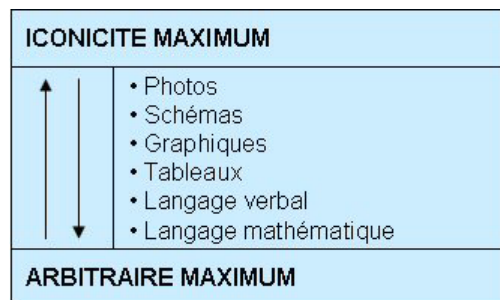 ICONICITE MAXIMUM
• Photos
• Schémas
• Graphiques
• Tableaux
• Langage verbal
• Langage mathématique
ARBITRAIRE MAXIMUM